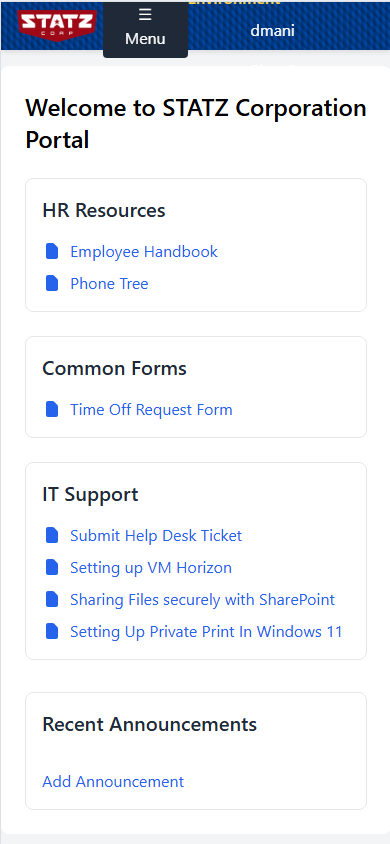 STATZ
CORP
☰
Menu
Environment
dmani
Welcome to STATZ Corporation
Portal
HR Resources
Employee Handbook
Phone Tree
Common Forms
Time Off Request Form
IT Support
Submit Help Desk Ticket
Setting up VM Horizon
Sharing Files securely with SharePoint
Setting Up Private Print In Windows 11
Recent Announcements
Add Announcement